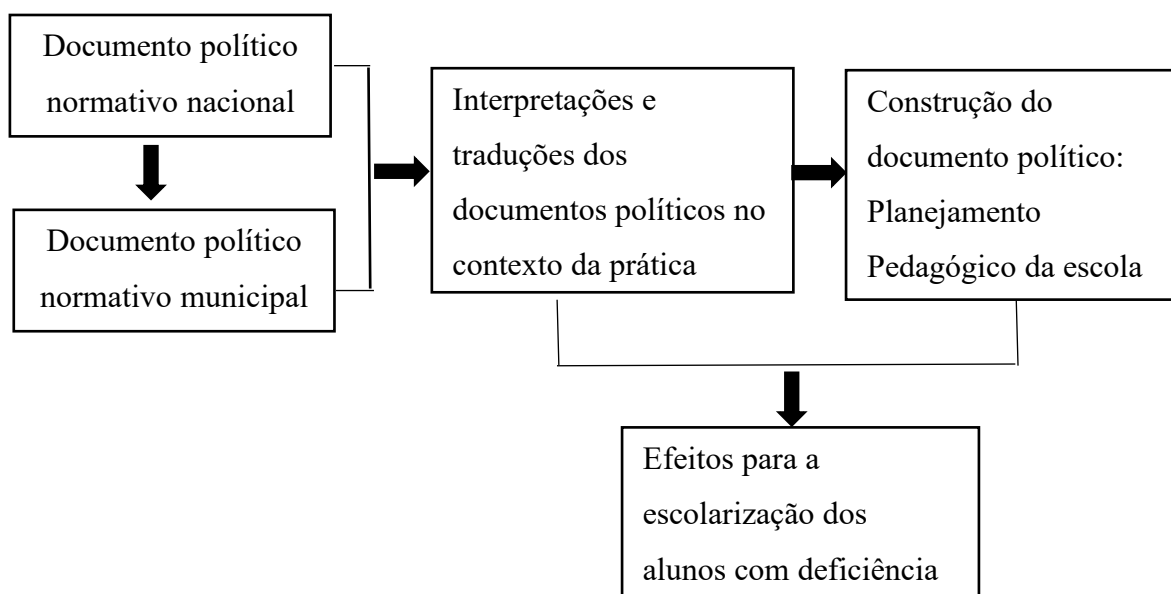 Documento político
normativo nacional
Documento político
normativo municipal
Interpretações e
traduções dos
documentos políticos no
contexto da prática
Construção do
documento político:
Planejamento
Pedagógico da escola
Efeitos para a
escolarização dos
alunos com deficiência